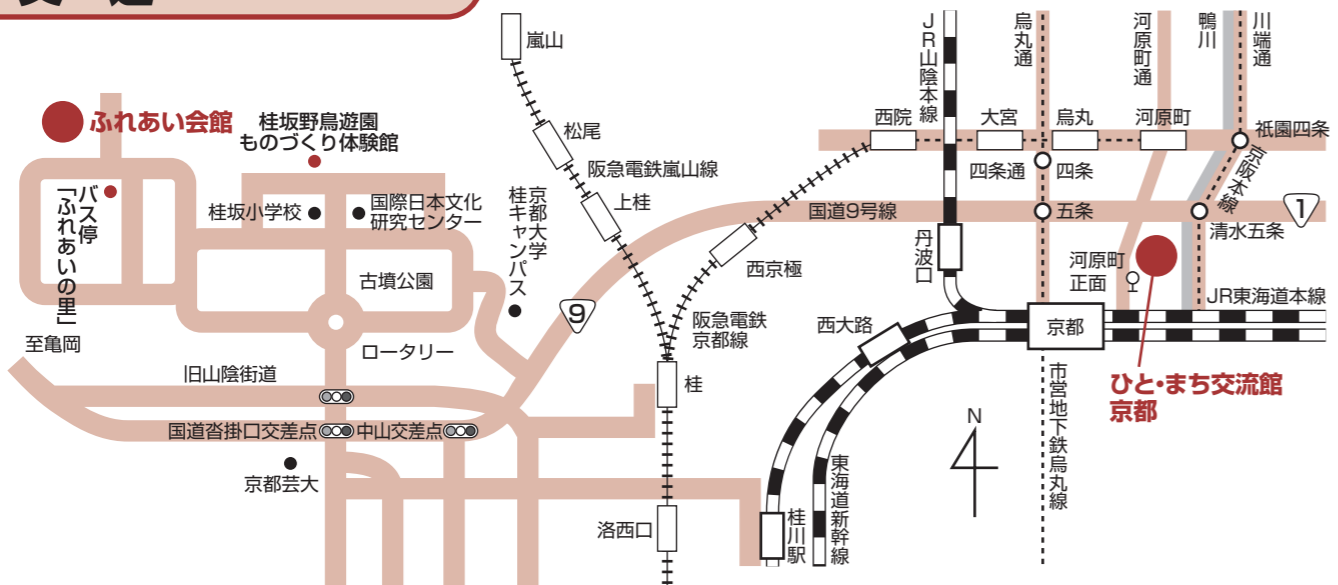 嵐山
松尾
阪急電鉄嵐山線
上桂
京都大学
桂キャンパス
ふれあい会館
桂坂野鳥遊園
ものづくり体験館
バス停
「ふれあいの里」
桂坂小学校
国際日本文化
研究センター
古墳公園
ロータリー
至亀岡
旧山陰街道
国道沓掛口交差点
中山交差点
京都芸大
9
阪急電鉄
京都線
桂
洛西口
西京極
西院
大宮
烏丸
河原町
JR山陰本線
烏丸通
河原町通
鴨川
川端通
祇園四条
京阪本線
四条通
四条
国道9号線
五条
1
清水五条
丹波口
河原町
正面
JR東海道本線
西大路
京都
ひと・まち交流館
京都
市営地下鉄烏丸線
N
東海道新幹線
桂川駅